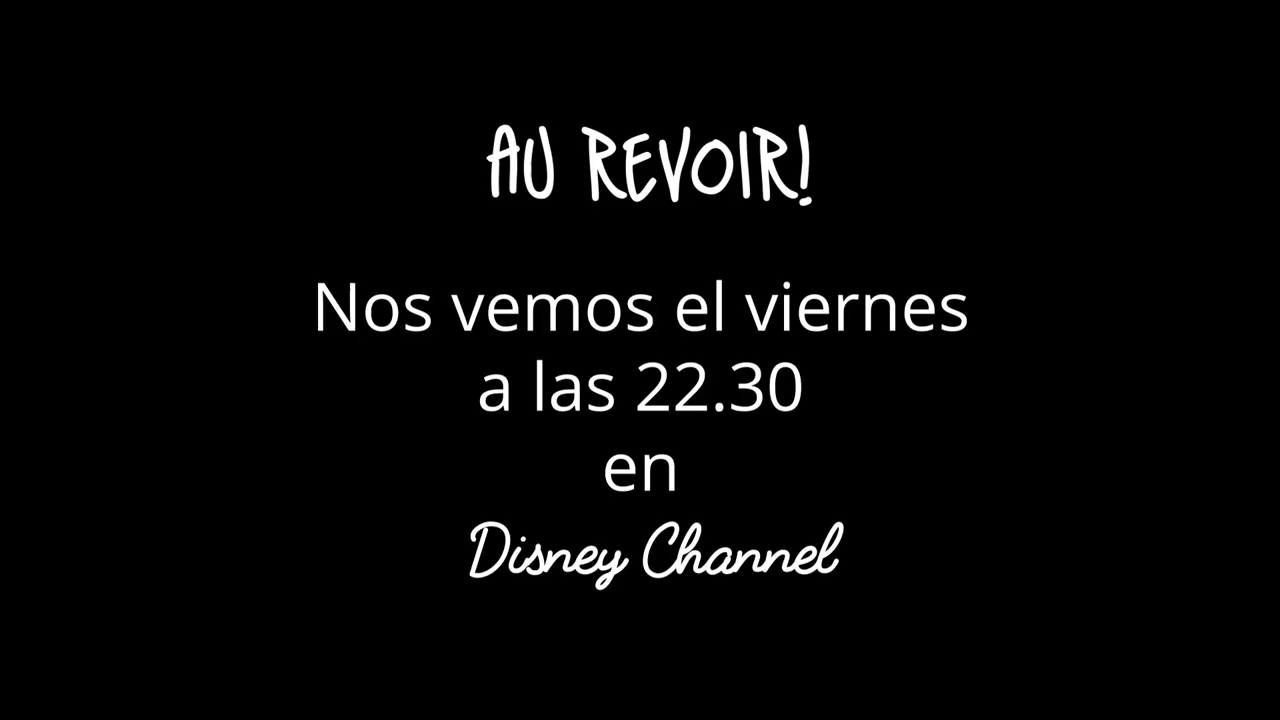 AU REVOIR!
Nos vemos el viernes
a las 22.30
en
Disney Channel